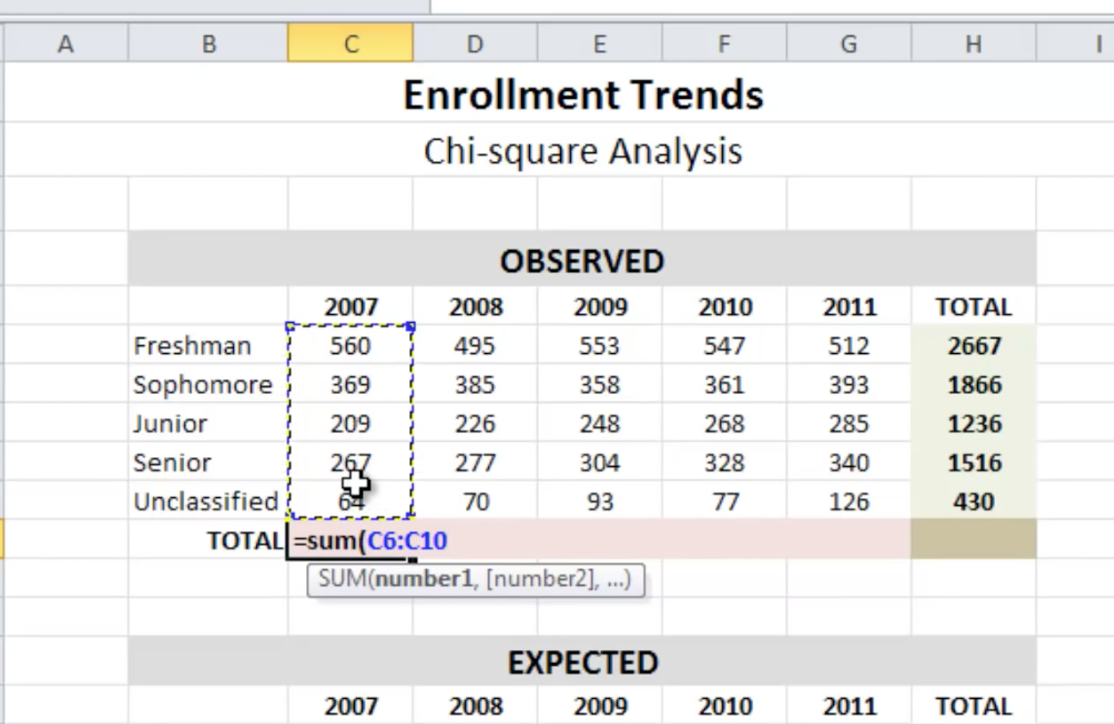 A B C D E F G H I
Enrollment Trends
Chi-square Analysis
OBSERVED
2007 2008 2009 2010 2011 TOTAL
Freshman 560 495 553 547 512 2667
Sophomore 369 385 358 361 393 1866
Junior 209 226 248 268 285 1236
Senior 267 277 304 328 340 1516
Unclassified 64 70 93 77 126 430
TOTAL =sum(C6:C10
SUM(number1, [number2], ...)
EXPECTED
2007 2008 2009 2010 2011 TOTAL